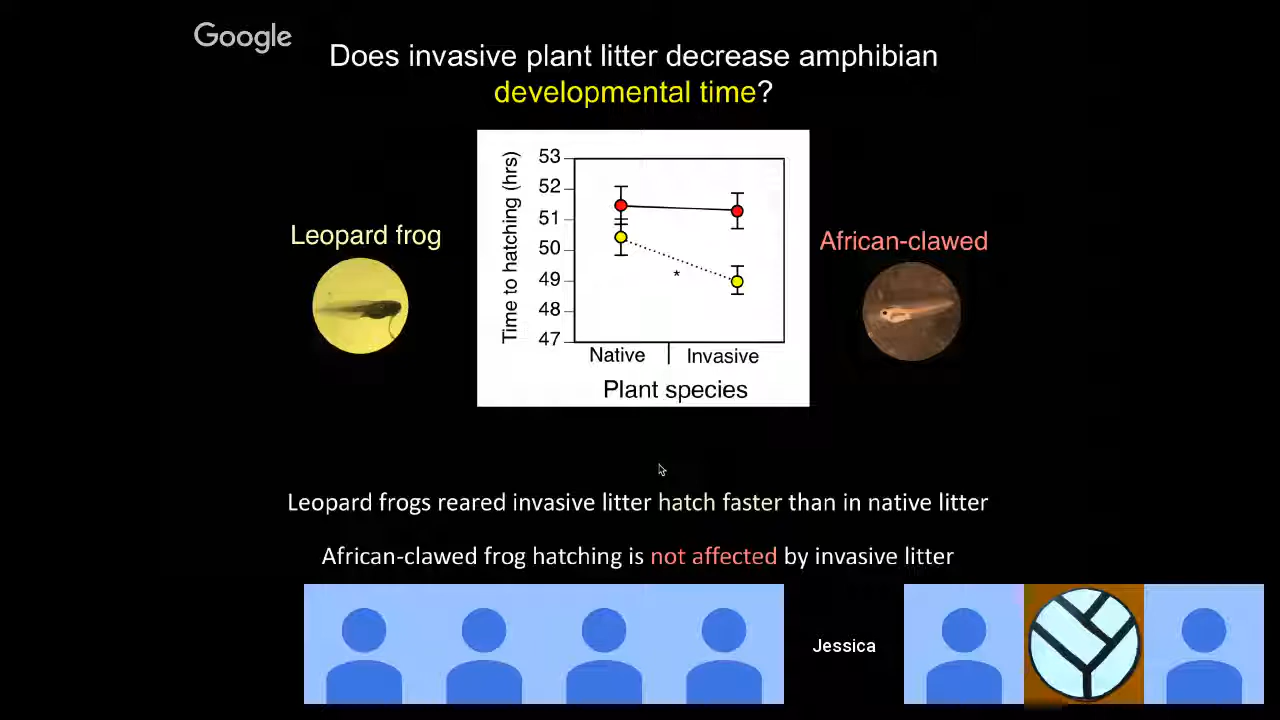 Google
Does invasive plant litter decrease amphibian
developmental time?
Time to hatching (hrs)
53
52
51
50
49
48
47
*
Native
Invasive
Plant species
Leopard frog
African-clawed
Leopard frogs reared invasive litter hatch faster than in native litter
African-clawed frog hatching is not affected by invasive litter
Jessica